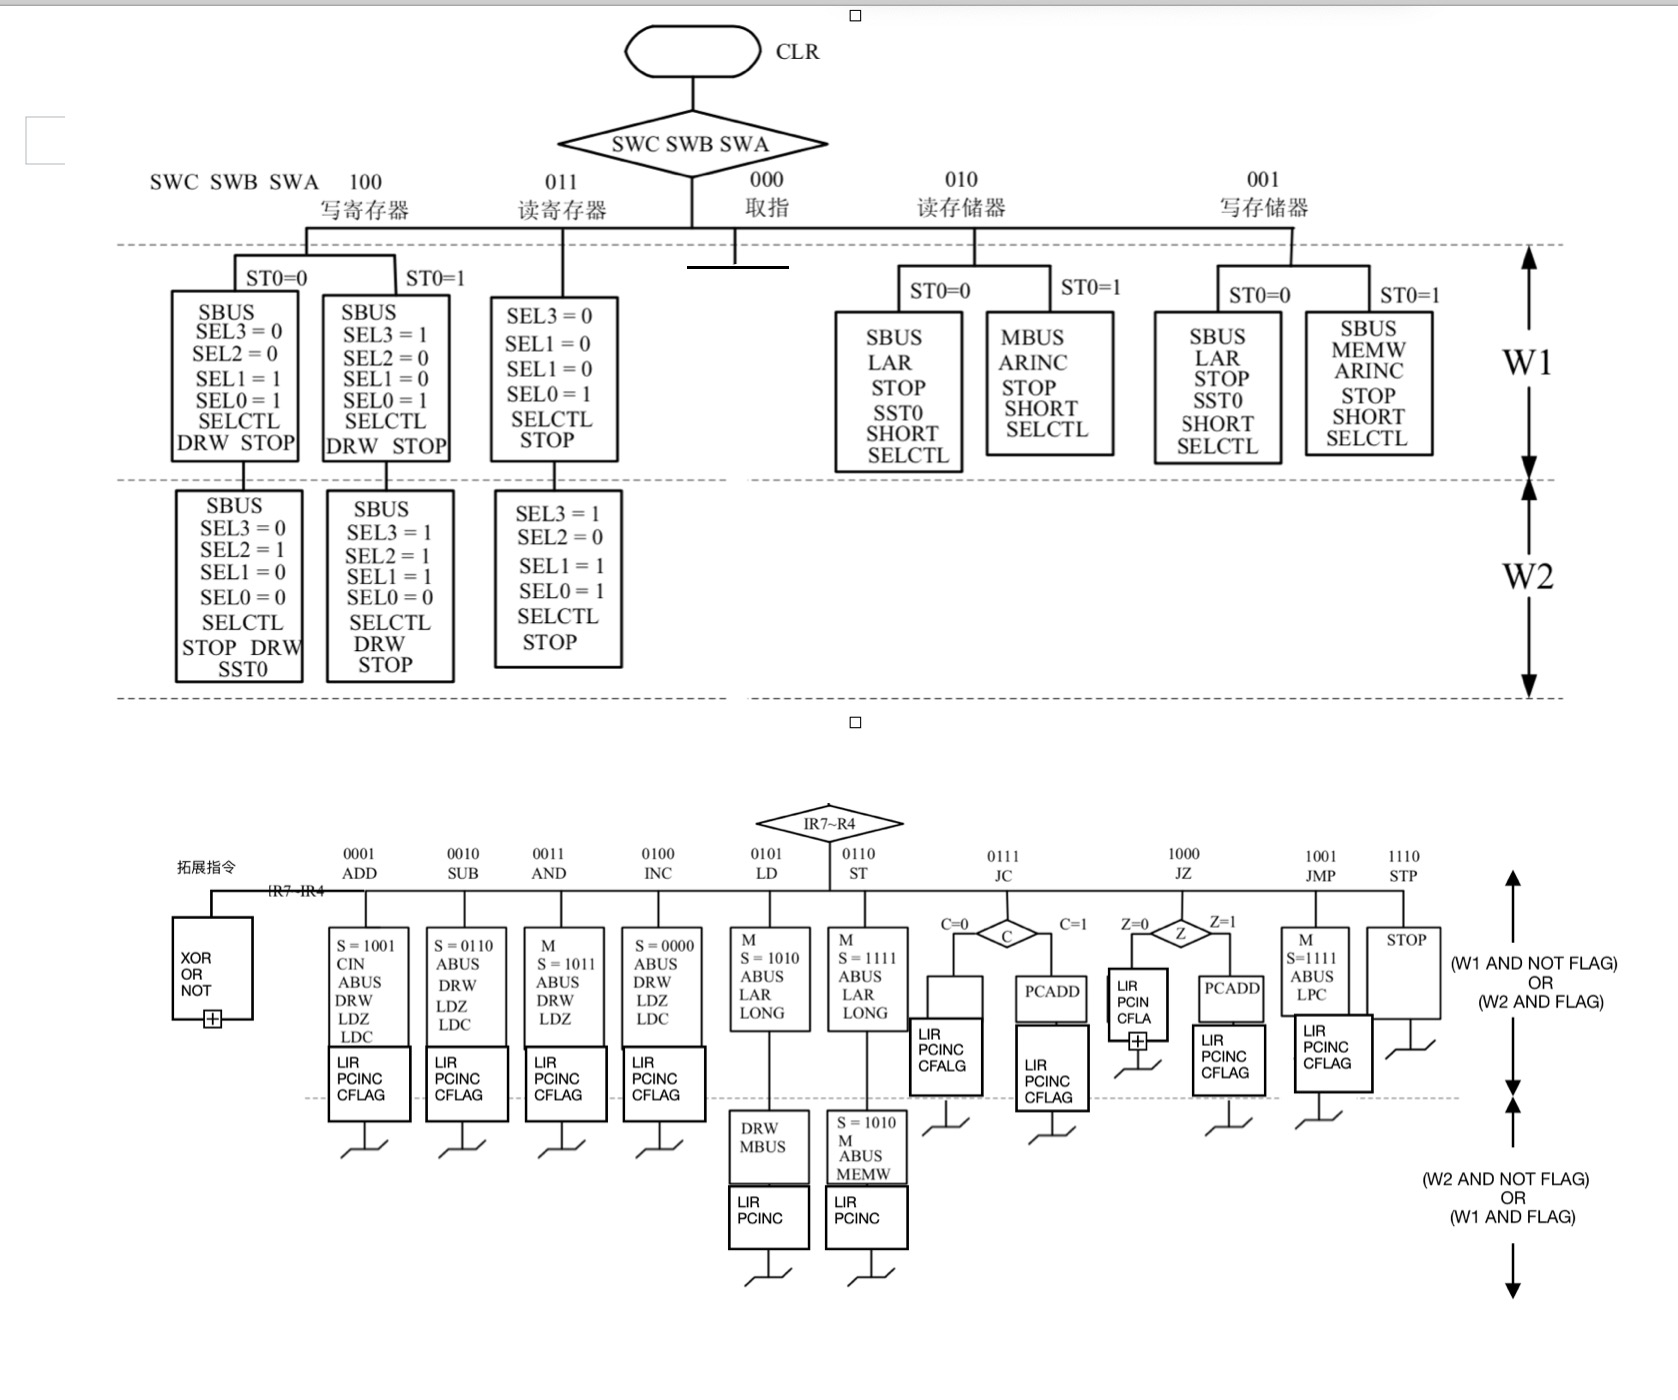 CLR
SWC SWB SWA
SWC SWB SWA
100
写寄存器
011
读寄存器
000
取指
010
读存储器
001
写存储器
ST0=0
SBUS
SEL3 = 0
SEL2 = 0
SEL1 = 1
SEL0 = 1
SELCTL
DRW STOP
ST0=1
SBUS
SEL3 = 1
SEL2 = 0
SEL1 = 0
SEL0 = 1
SELCTL
DRW STOP
SEL3 = 0
SEL1 = 0
SEL1 = 0
SEL0 = 1
SELCTL
STOP
ST0=0
SBUS
LAR
STOP
SST0
SHORT
SELCTL
ST0=1
MBUS
ARINC
STOP
SHORT
SELCTL
ST0=0
SBUS
LAR
STOP
SST0
SHORT
SELCTL
ST0=1
SBUS
MEMW
ARINC
STOP
SHORT
SELCTL
W1
SBUS
SEL3 = 0
SEL2 = 1
SEL1 = 0
SEL0 = 0
SELCTL
STOP DRW
SST0
SBUS
SEL3 = 1
SEL2 = 1
SEL1 = 1
SEL0 = 0
SELCTL
DRW
STOP
SEL3 = 1
SEL2 = 0
SEL1 = 1
SEL0 = 1
SELCTL
STOP
W2
IR7~R4
拓展指令
IR7~IR4
XOR
OR
NOT
0001
ADD
S = 1001
CIN
ABUS
DRW
LDZ
LDC
LIR
PCINC
CFLAG
0010
SUB
S = 0110
ABUS
DRW
LDZ
LDC
LIR
PCINC
CFLAG
0011
AND
M
S = 1011
ABUS
DRW
LDZ
LIR
PCINC
CFLAG
0100
INC
S = 0000
ABUS
DRW
LDZ
LDC
LIR
PCINC
CFLAG
0101
LD
M
S = 1010
ABUS
LAR
LONG
DRW
MBUS
LIR
PCINC
0110
ST
M
S = 1111
ABUS
LAR
LONG
S = 1010
M
ABUS
MEMW
LIR
PCINC
0111
JC
C=0
C
C=1
LIR
PCINC
CFALG
PCADD
LIR
PCINC
CFLAG
1000
JZ
Z=0
Z
Z=1
LIR
PCIN
CFLA
PCADD
LIR
PCINC
CFLAG
1001
JMP
M
S=1111
ABUS
LPC
LIR
PCINC
CFLAG
1110
STP
STOP
(W1 AND NOT FLAG)
OR
(W2 AND FLAG)
(W2 AND NOT FLAG)
OR
(W1 AND FLAG)